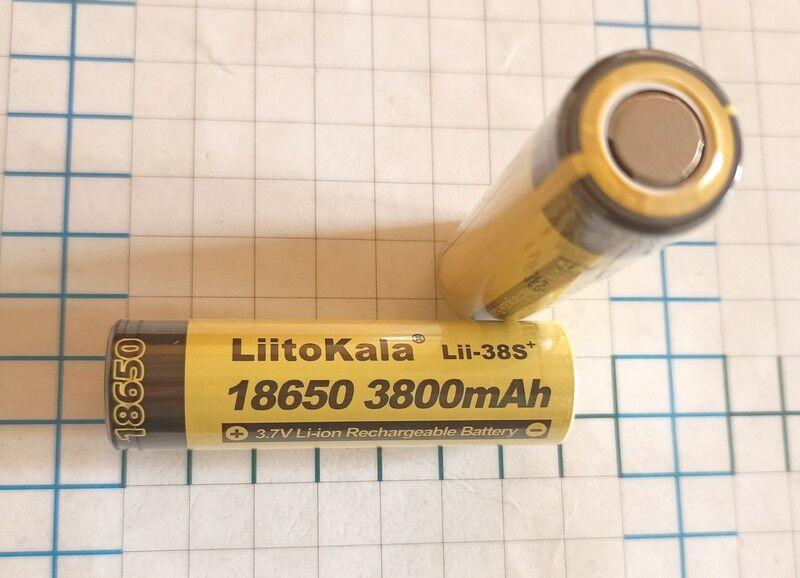 LiitoKala® Lii-38S+
18650 3800mAh
+ 3.7V Li-ion Rechargeable Battery -
18650